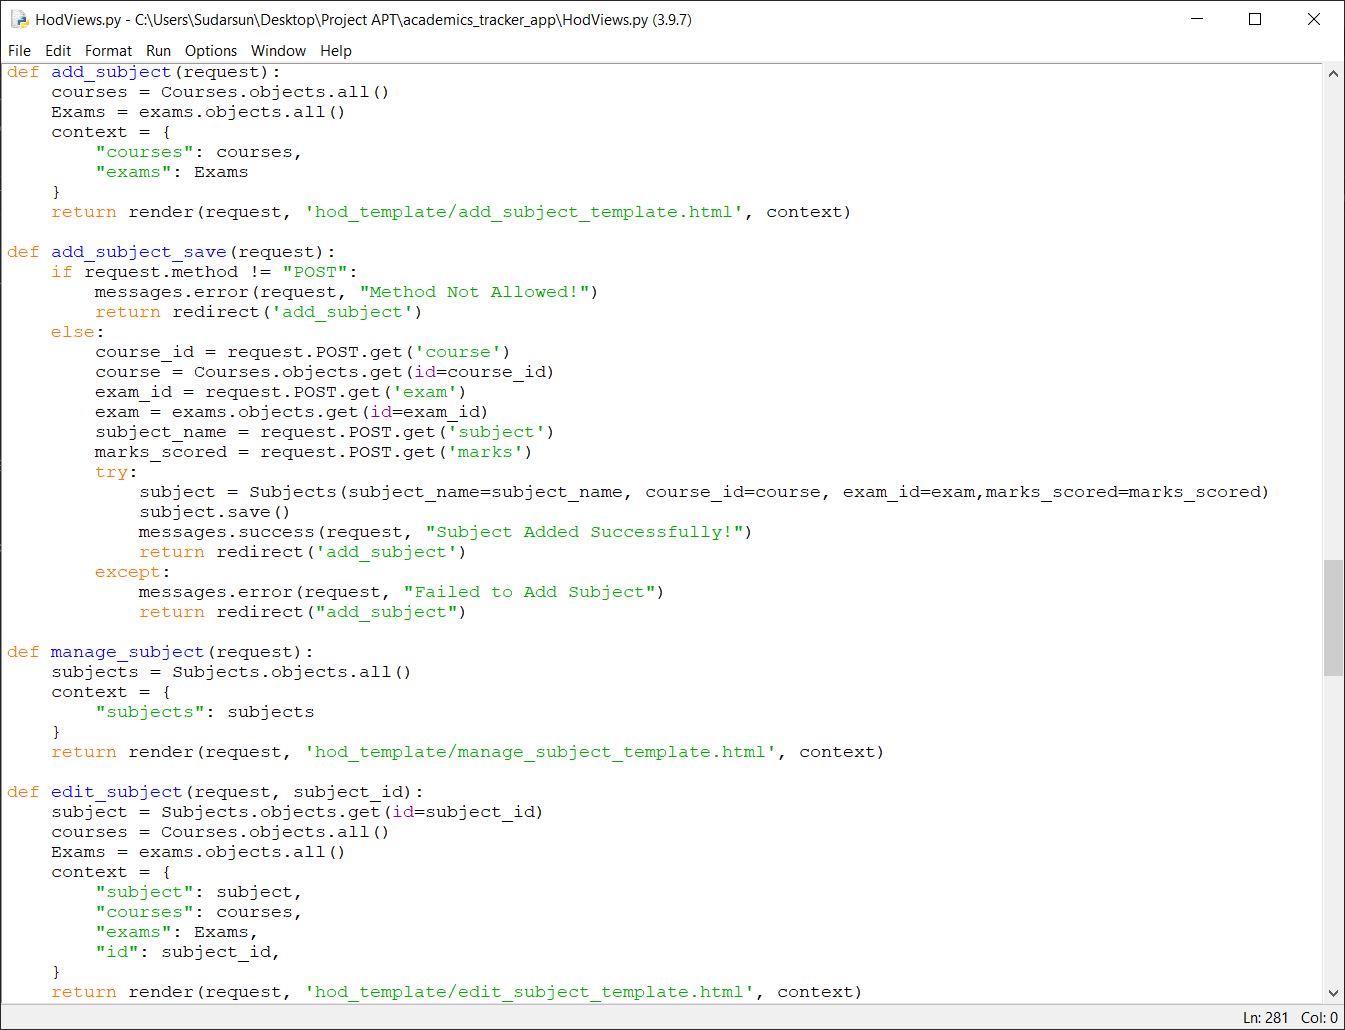 HodViews.py - C:\Users\Sudarsun\Desktop\Project APT\academics_tracker_app\HodViews.py (3.9.7)
File Edit Format Run Options Window Help
def add_subject(request):
    courses = Courses.objects.all()
    Exams = exams.objects.all()
    context = {
        "courses": courses,
        "exams": Exams
    }
    return render(request, 'hod_template/add_subject_template.html', context)

def add_subject_save(request):
    if request.method != "POST":
        messages.error(request, "Method Not Allowed!")
        return redirect('add_subject')
    else:
        course_id = request.POST.get('course')
        course = Courses.objects.get(id=course_id)
        exam_id = request.POST.get('exam')
        exam = exams.objects.get(id=exam_id)
        subject_name = request.POST.get('subject')
        marks_scored = request.POST.get('marks')
        try:
            subject = Subjects(subject_name=subject_name, course_id=course, exam_id=exam,marks_scored=marks_scored)
            subject.save()
            messages.success(request, "Subject Added Successfully!")
            return redirect('add_subject')
        except:
            messages.error(request, "Failed to Add Subject")
            return redirect("add_subject")

def manage_subject(request):
    subjects = Subjects.objects.all()
    context = {
        "subjects": subjects
    }
    return render(request, 'hod_template/manage_subject_template.html', context)

def edit_subject(request, subject_id):
    subject = Subjects.objects.get(id=subject_id)
    courses = Courses.objects.all()
    Exams = exams.objects.all()
    context = {
        "subject": subject,
        "courses": courses,
        "exams": Exams,
        "id": subject_id,
    }
    return render(request, 'hod_template/edit_subject_template.html', context)
Ln: 281 Col: 0